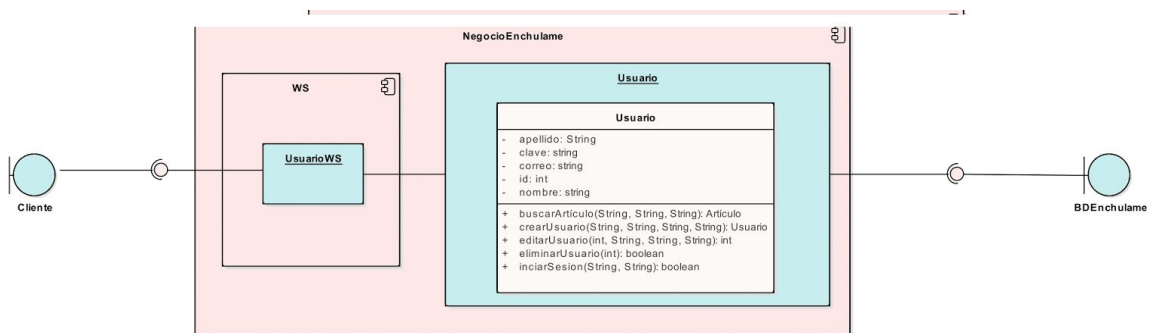 NegocioEnchulame
WS
Usuario
Usuario
- apellido: String
- clave: string
- correo: string
- id: int
- nombre: string
UsuarioWS
+ buscarArtículo(String, String, String): Artículo
+ crearUsuario(String, String, String, String): Usuario
+ editarUsuario(int, String, String, String): int
+ eliminarUsuario(int): boolean
+ inciarSesion(String, String): boolean
Cliente
BDEnchulame